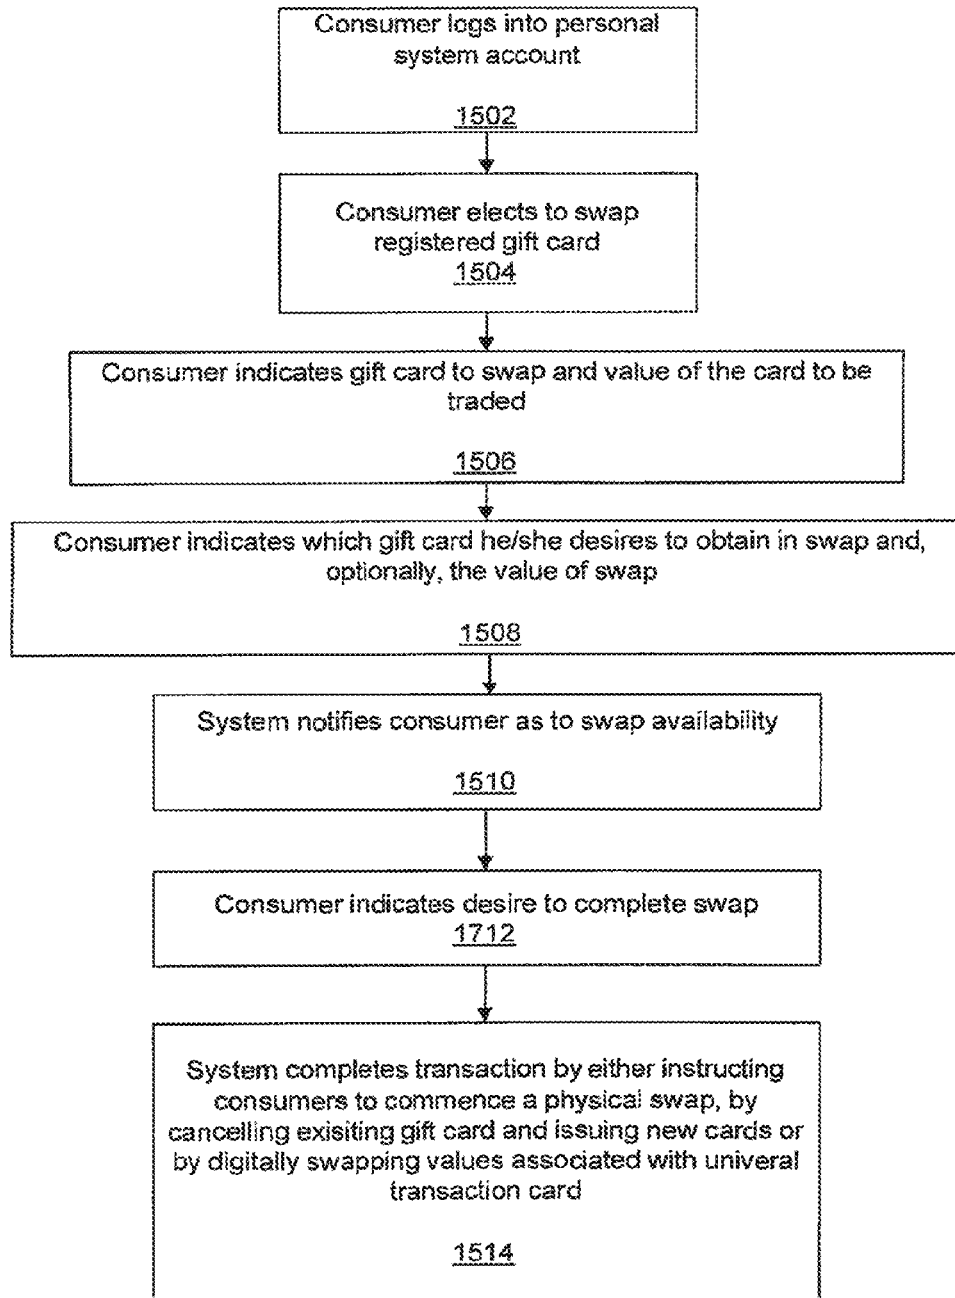 Consumer logs into personal
system account
1502
Consumer elects to swap
registered gift card
1504
Consumer indicates gift card to swap and value of the card to be
traded
1506
Consumer indicates which gift card he/she desires to obtain in swap and,
optionally, the value of swap
1508
System notifies consumer as to swap availability
1510
Consumer indicates desire to complete swap
1712
System completes transaction by either instructing
consumers to commence a physical swap, by
cancelling exisiting gift card and issuing new cards or
by digitally swapping values associated with univeral
transaction card
1514